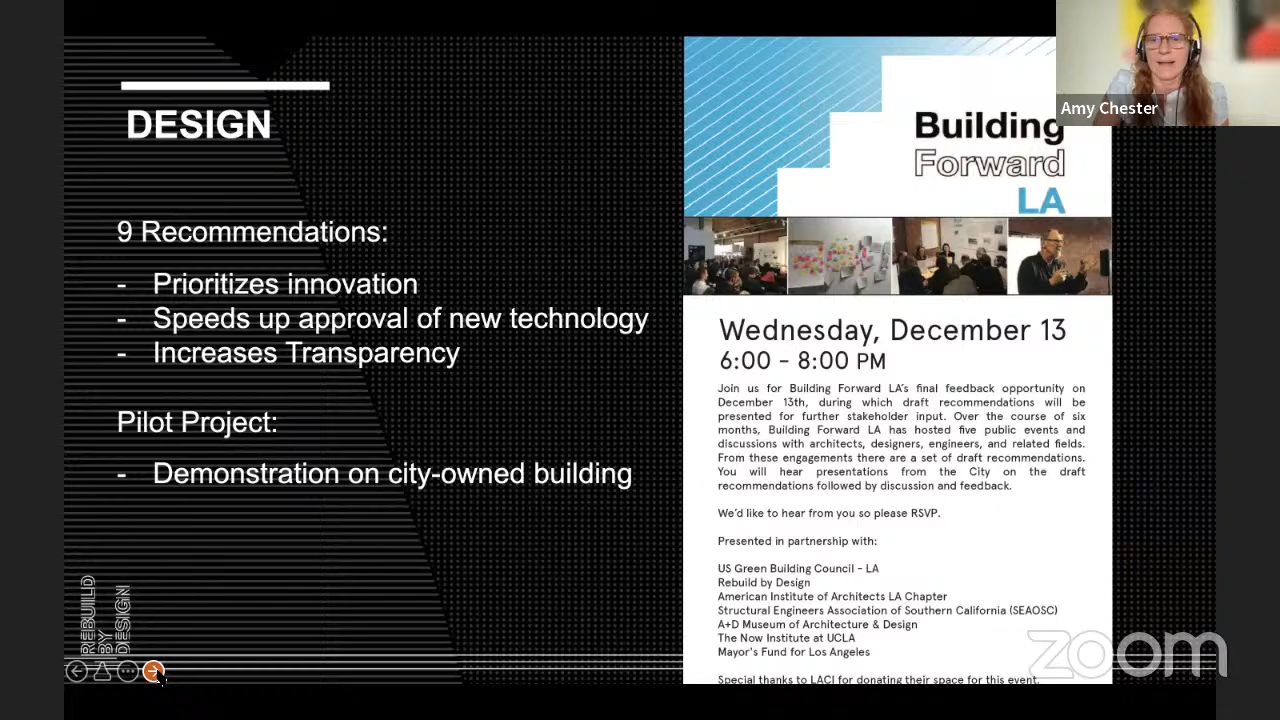 DESIGN
9 Recommendations:
- Prioritizes innovation
- Speeds up approval of new technology
- Increases Transparency
Pilot Project:
- Demonstration on city-owned building
REBUILD
BY
DESIGN
Building
Forward
LA
Wednesday, December 13
6:00 - 8:00 PM
Join us for Building Forward LA's final feedback opportunity on
December 13th, during which draft recommendations will be
presented for further stakeholder input. Over the course of six
months, Building Forward LA has hosted five public events and
discussions with architects, designers, engineers, and related fields.
From these engagements there are a set of draft recommendations.
You will hear presentations from the City on the draft
recommendations followed by discussion and feedback.
We'd like to hear from you so please RSVP.
Presented in partnership with:
US Green Building Council - LA
Rebuild by Design
American Institute of Architects LA Chapter
Structural Engineers Association of Southern California (SEAOSC)
A+D Museum of Architecture & Design
The Now Institute at UCLA
Mayor's Fund for Los Angeles
Special thanks to LACI for donating their space for this event.
Amy Chester
zoom